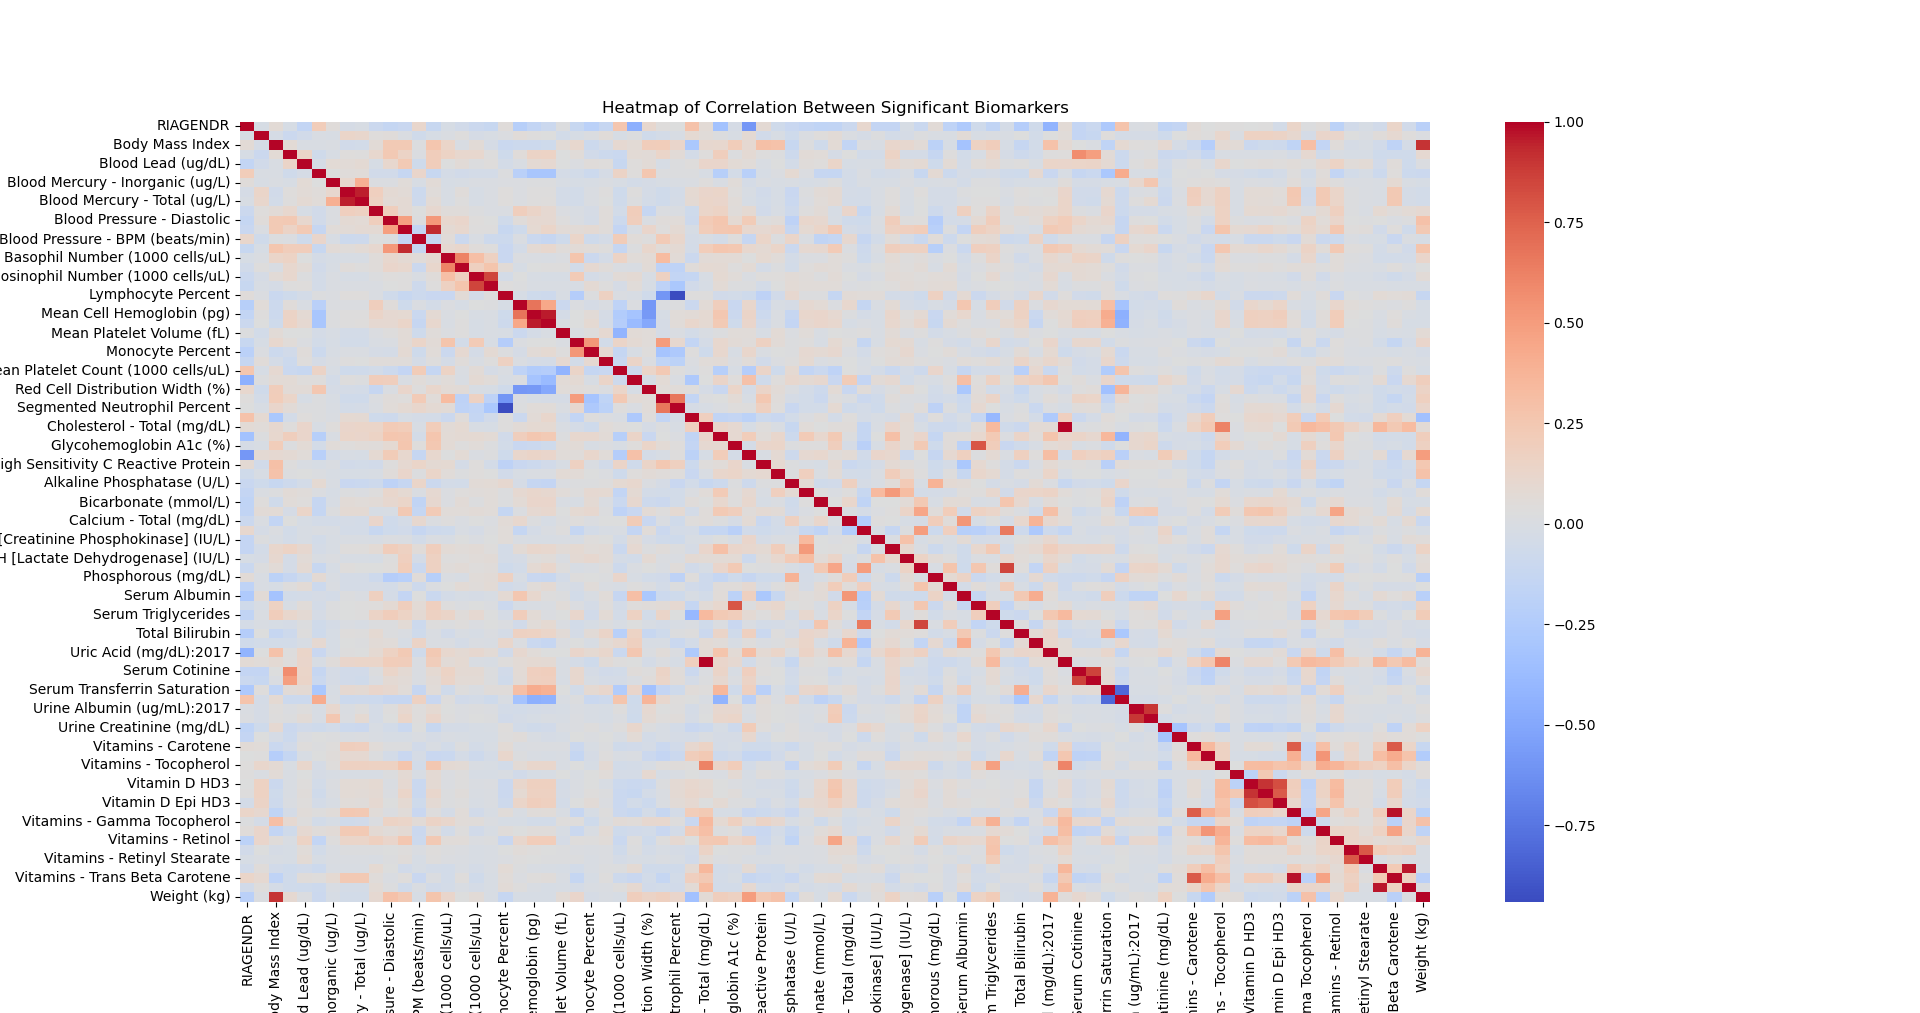 Heatmap of Correlation Between Significant Biomarkers
RIAGENDR
Body Mass Index
Blood Lead (ug/dL)
Blood Mercury - Inorganic (ug/L)
Blood Mercury - Total (ug/L)
Blood Pressure - Diastolic
Blood Pressure - BPM (beats/min)
Basophil Number (1000 cells/uL)
osinophil Number (1000 cells/uL)
Lymphocyte Percent
Mean Cell Hemoglobin (pg)
Mean Platelet Volume (fL)
Monocyte Percent
ean Platelet Count (1000 cells/uL)
Red Cell Distribution Width (%)
Segmented Neutrophil Percent
Cholesterol - Total (mg/dL)
Glycohemoglobin A1c (%)
igh Sensitivity C Reactive Protein
Alkaline Phosphatase (U/L)
Bicarbonate (mmol/L)
Calcium - Total (mg/dL)
[Creatinine Phosphokinase] (IU/L)
H [Lactate Dehydrogenase] (IU/L)
Phosphorous (mg/dL)
Serum Albumin
Serum Triglycerides
Total Bilirubin
Uric Acid (mg/dL):2017
Serum Cotinine
Serum Transferrin Saturation
Urine Albumin (ug/mL):2017
Urine Creatinine (mg/dL)
Vitamins - Carotene
Vitamins - Tocopherol
Vitamin D HD3
Vitamin D Epi HD3
Vitamins - Gamma Tocopherol
Vitamins - Retinol
Vitamins - Retinyl Stearate
Vitamins - Trans Beta Carotene
Weight (kg)
RIAGENDR
dy Mass Index
d Lead (ug/dL)
norganic (ug/L)
y - Total (ug/L)
sure - Diastolic
PM (beats/min)
(1000 cells/uL)
(1000 cells/uL)
nocyte Percent
emoglobin (pg)
let Volume (fL)
nocyte Percent
(1000 cells/uL)
tion Width (%)
trophil Percent
- Total (mg/dL)
globin A1c (%)
eactive Protein
sphatase (U/L)
onate (mmol/L)
- Total (mg/dL)
okinase] (IU/L)
ogenase] (IU/L)
horous (mg/dL)
Serum Albumin
m Triglycerides
Total Bilirubin
l (mg/dL):2017
Serum Cotinine
rrin Saturation
) (ug/mL):2017
atinine (mg/dL)
ins - Carotene
ns - Tocopherol
Vitamin D HD3
min D Epi HD3
ma Tocopherol
amins - Retinol
etinyl Stearate
Beta Carotene
Weight (kg)
1.00
0.75
0.50
0.25
0.00
−0.25
−0.50
−0.75